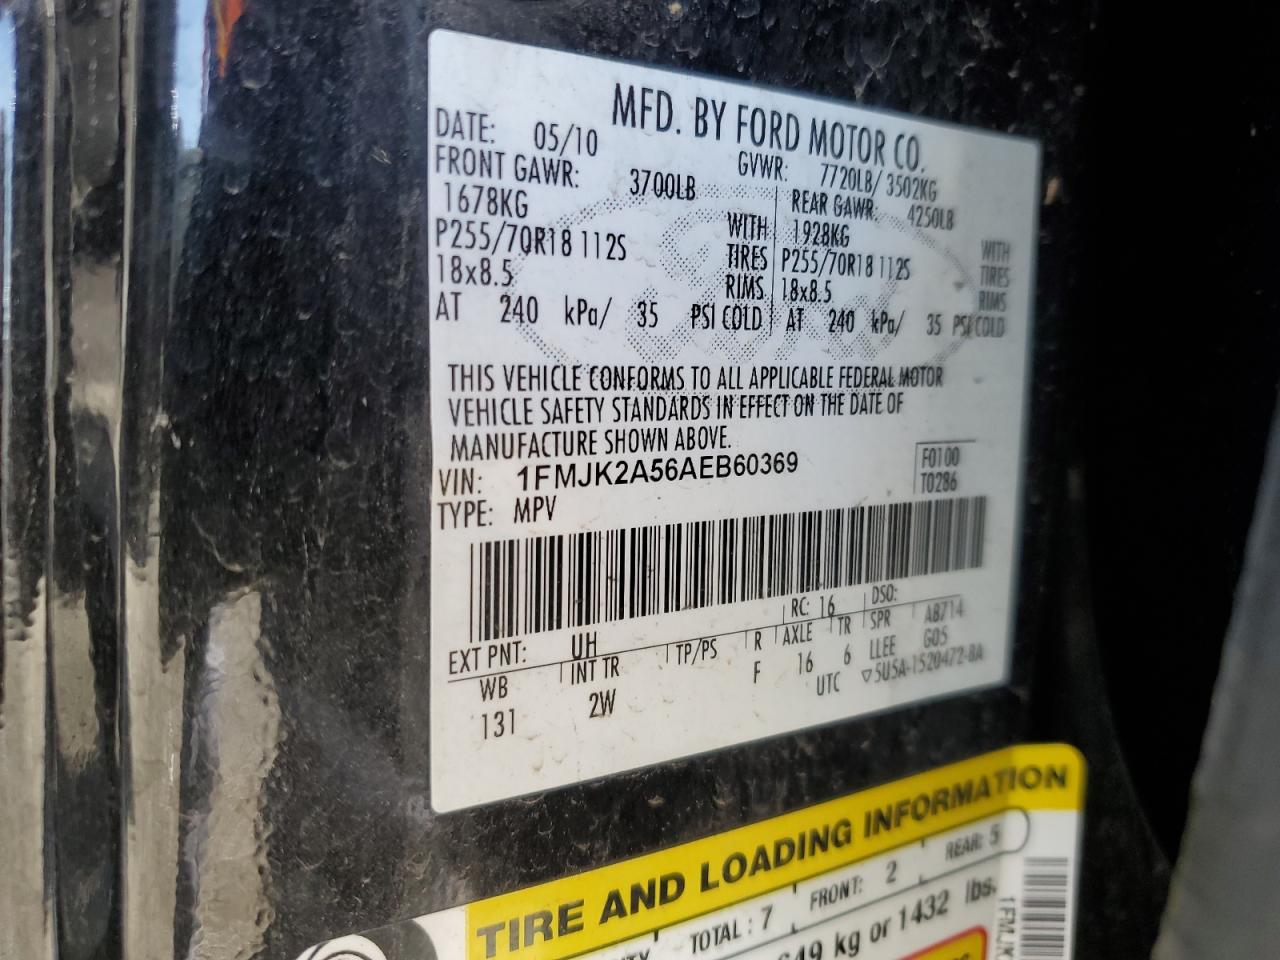 MFD. BY FORD MOTOR CO.
DATE: 05/10 GVWR: 7720LB/ 3502KG
FRONT GAWR: 3700LB REAR GAWR: 4250LB
1678KG WITH 1928KG WITH
P255/70R18 112S TIRES P255/70R18 112S TIRES
18x8.5 RIMS 18x8.5 RIMS
AT 240 kPa/ 35 PSI COLD AT 240 kPa/ 35 PSI COLD
THIS VEHICLE CONFORMS TO ALL APPLICABLE FEDERAL MOTOR
VEHICLE SAFETY STANDARDS IN EFFECT ON THE DATE OF
MANUFACTURE SHOWN ABOVE.
VIN: 1FMJK2A56AEB60369 F0100
TYPE: MPV T0286
EXT PNT: UH RC: 16 DSO:
WB INT TR TP/PS R AXLE TR SPR AB714
131 2W F 16 6 LLEE G05
UTC ▽5U5A-1520472-BA
TIRE AND LOADING INFORMATION
TOTAL : 7 FRONT: 2 REAR: 5
kg or 1432 lbs.